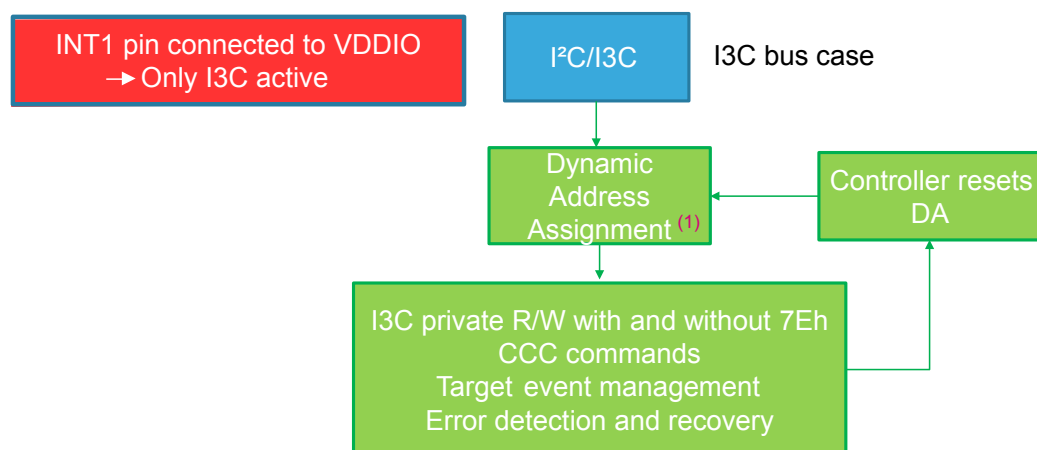 INT1 pin connected to VDDIO
→ Only I3C active
I²C/I3C
I3C bus case
Dynamic
Address
Assignment (1)
Controller resets
DA
I3C private R/W with and without 7Eh
CCC commands
Target event management
Error detection and recovery